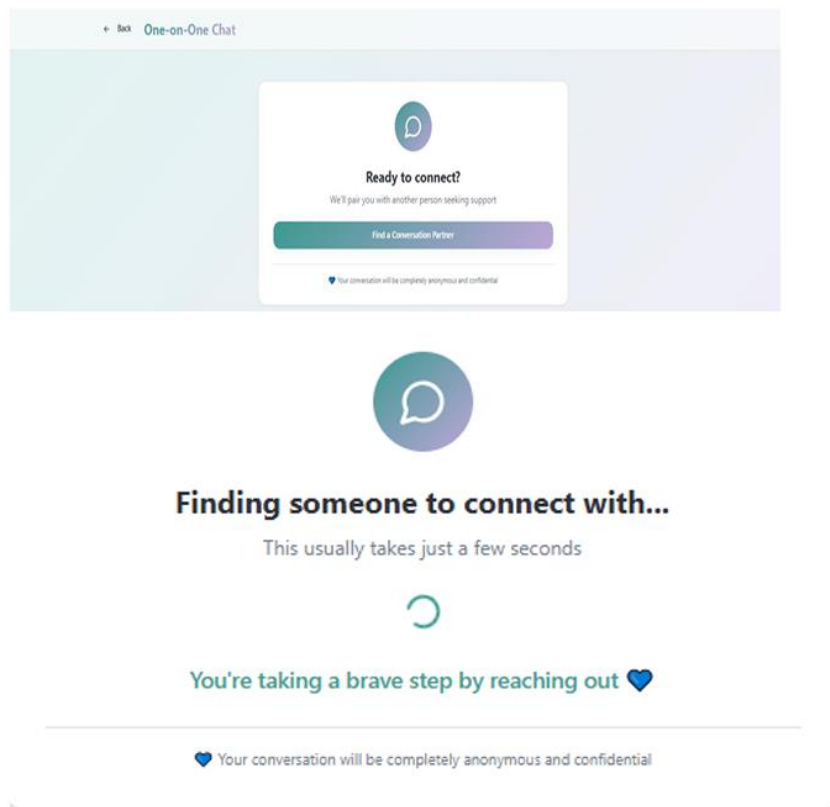 ← Back One-on-One Chat
Ready to connect?
We'll pair you with another person seeking support
Find a Conversation Partner
💙 Your conversation will be completely anonymous and confidential
Finding someone to connect with...
This usually takes just a few seconds
You're taking a brave step by reaching out 💙
💙 Your conversation will be completely anonymous and confidential